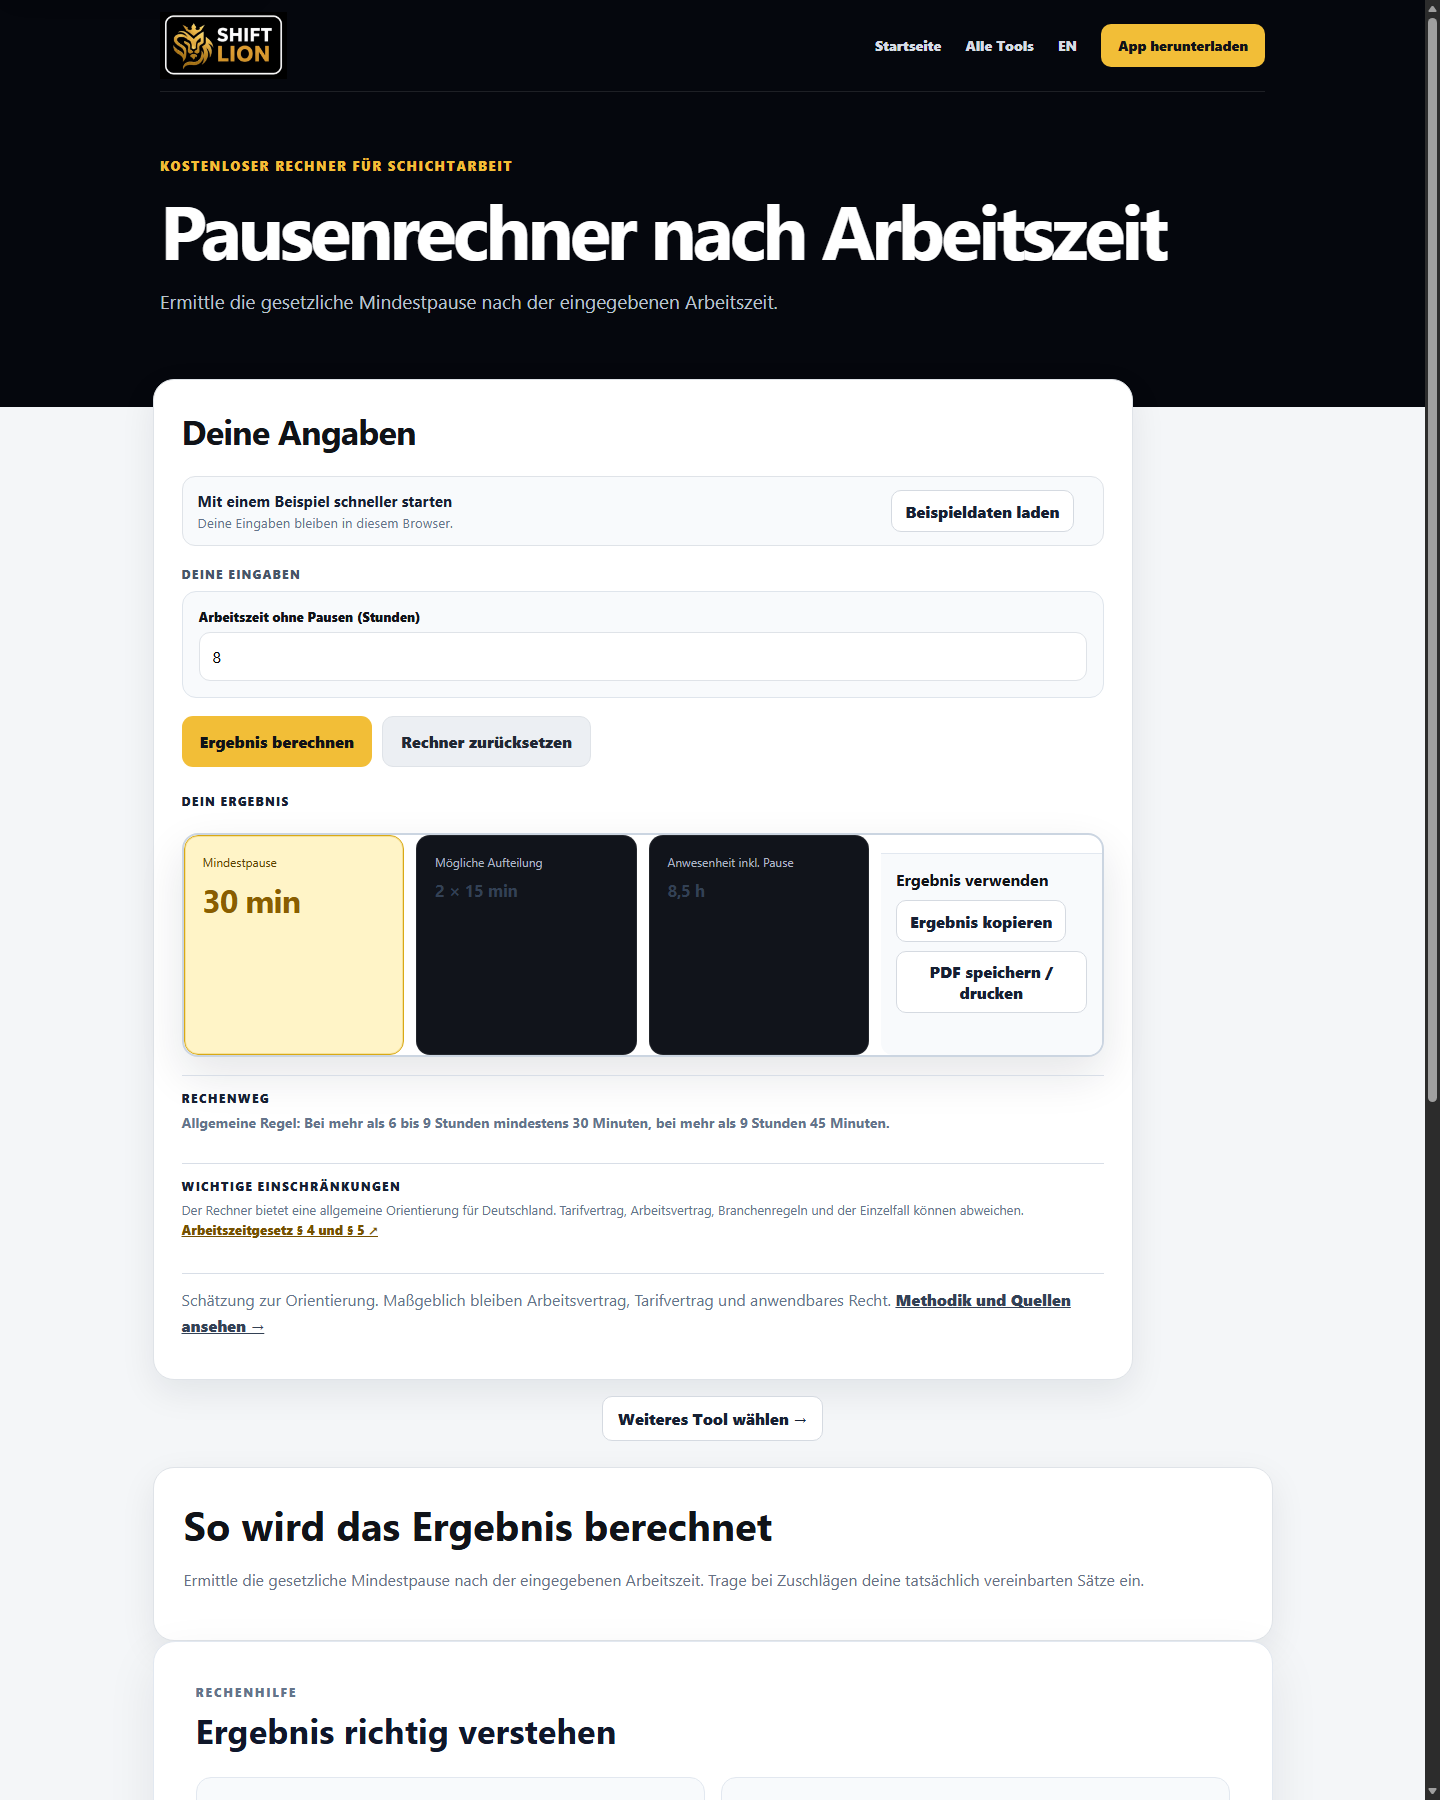 SHIFT
LION
Startseite
Alle Tools
EN
App herunterladen
KOSTENLOSER RECHNER FÜR SCHICHTARBEIT
Pausenrechner nach Arbeitszeit
Ermittle die gesetzliche Mindestpause nach der eingegebenen Arbeitszeit.
Deine Angaben
Mit einem Beispiel schneller starten
Deine Eingaben bleiben in diesem Browser.
Beispieldaten laden
DEINE EINGABEN
Arbeitszeit ohne Pausen (Stunden)
8
Ergebnis berechnen
Rechner zurücksetzen
DEIN ERGEBNIS
Mindestpause
30 min
Mögliche Aufteilung
2 × 15 min
Anwesenheit inkl. Pause
8,5 h
Ergebnis verwenden
Ergebnis kopieren
PDF speichern /
drucken
RECHENWEG
Allgemeine Regel: Bei mehr als 6 bis 9 Stunden mindestens 30 Minuten, bei mehr als 9 Stunden 45 Minuten.
WICHTIGE EINSCHRÄNKUNGEN
Der Rechner bietet eine allgemeine Orientierung für Deutschland. Tarifvertrag, Arbeitsvertrag, Branchenregeln und der Einzelfall können abweichen.
Arbeitszeitgesetz § 4 und § 5 ↗
Schätzung zur Orientierung. Maßgeblich bleiben Arbeitsvertrag, Tarifvertrag und anwendbares Recht. Methodik und Quellen
ansehen →
Weiteres Tool wählen →
So wird das Ergebnis berechnet
Ermittle die gesetzliche Mindestpause nach der eingegebenen Arbeitszeit. Trage bei Zuschlägen deine tatsächlich vereinbarten Sätze ein.
RECHENHILFE
Ergebnis richtig verstehen